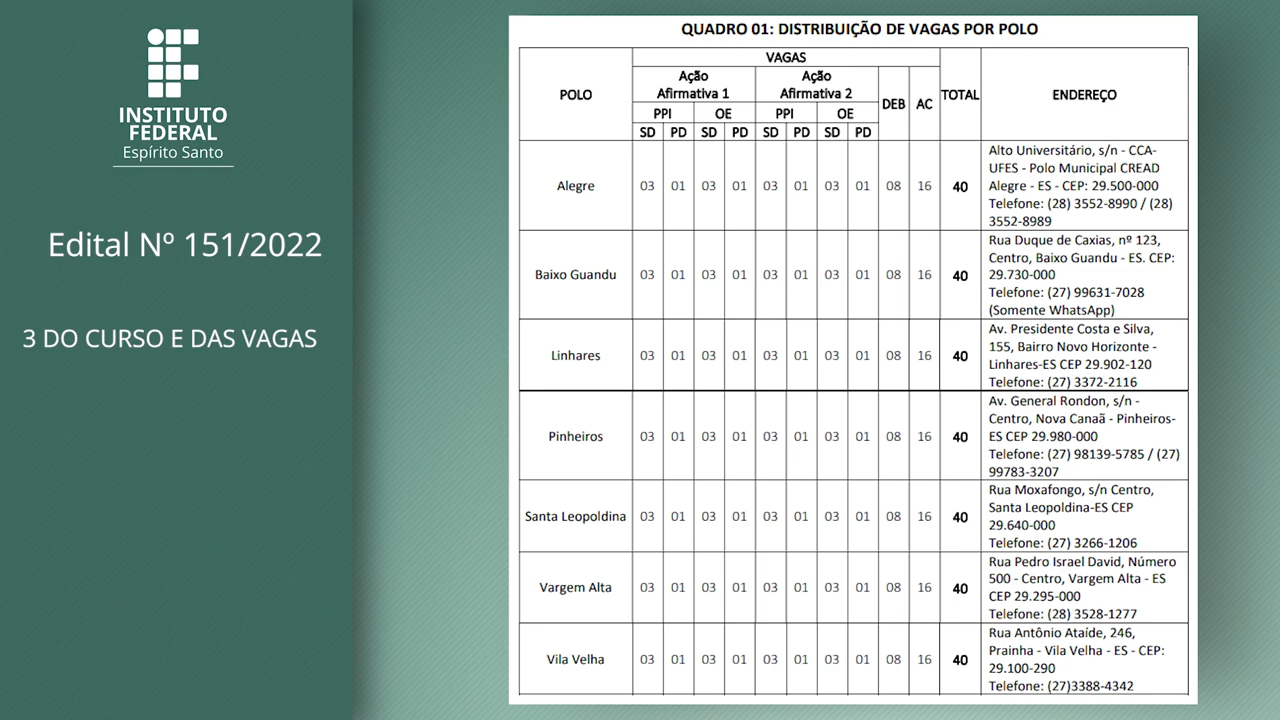 INSTITUTO
FEDERAL
Espírito Santo
Edital Nº 151/2022
3 DO CURSO E DAS VAGAS
QUADRO 01: DISTRIBUIÇÃO DE VAGAS POR POLO
POLO VAGAS TOTAL ENDEREÇO
Ação Afirmativa 1 Ação Afirmativa 2 DEB AC
PPI OE PPI OE
SD PD SD PD SD PD SD PD
Alegre 03 01 03 01 03 01 03 01 08 16 40
Alto Universitário, s/n - CCA-
UFES - Polo Municipal CREAD
Alegre - ES - CEP: 29.500-000
Telefone: (28) 3552-8990 / (28)
3552-8989
Baixo Guandu 03 01 03 01 03 01 03 01 08 16 40
Rua Duque de Caxias, nº 123,
Centro, Baixo Guandu - ES. CEP:
29.730-000
Telefone: (27) 99631-7028
(Somente WhatsApp)
Linhares 03 01 03 01 03 01 03 01 08 16 40
Av. Presidente Costa e Silva,
155, Bairro Novo Horizonte -
Linhares-ES CEP 29.902-120
Telefone: (27) 3372-2116
Pinheiros 03 01 03 01 03 01 03 01 08 16 40
Av. General Rondon, s/n -
Centro, Nova Canaã - Pinheiros-
ES CEP 29.980-000
Telefone: (27) 98139-5785 / (27)
99783-3207
Santa Leopoldina 03 01 03 01 03 01 03 01 08 16 40
Rua Moxafongo, s/n Centro,
Santa Leopoldina-ES CEP
29.640-000
Telefone: (27) 3266-1206
Vargem Alta 03 01 03 01 03 01 03 01 08 16 40
Rua Pedro Israel David, Número
500 - Centro, Vargem Alta - ES
CEP 29.295-000
Telefone: (28) 3528-1277
Vila Velha 03 01 03 01 03 01 03 01 08 16 40
Rua Antônio Ataíde, 246,
Prainha - Vila Velha - ES - CEP:
29.100-290
Telefone: (27)3388-4342